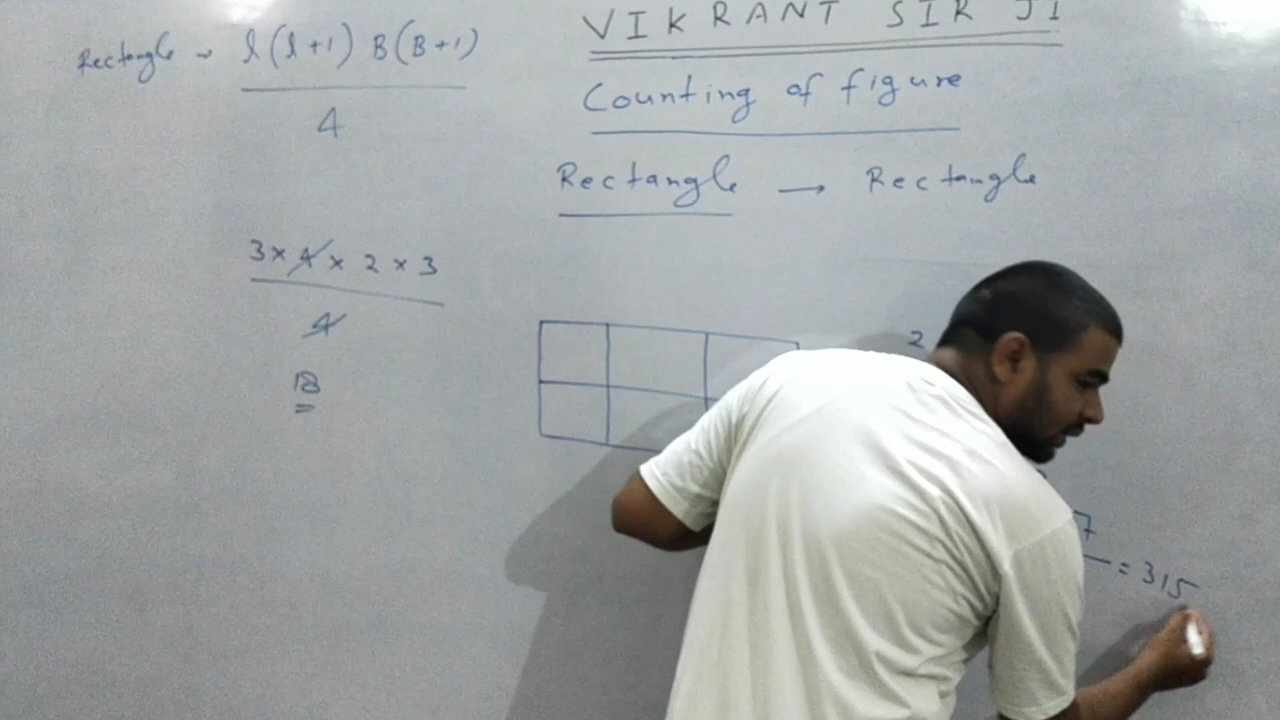 VIKRANT SIR JI
Counting of figure
Rectangle → Rectangle
Rectangle → l(l+1) B(B+1)
4
3 × 4 × 2 × 3
4
18
2
7
= 315